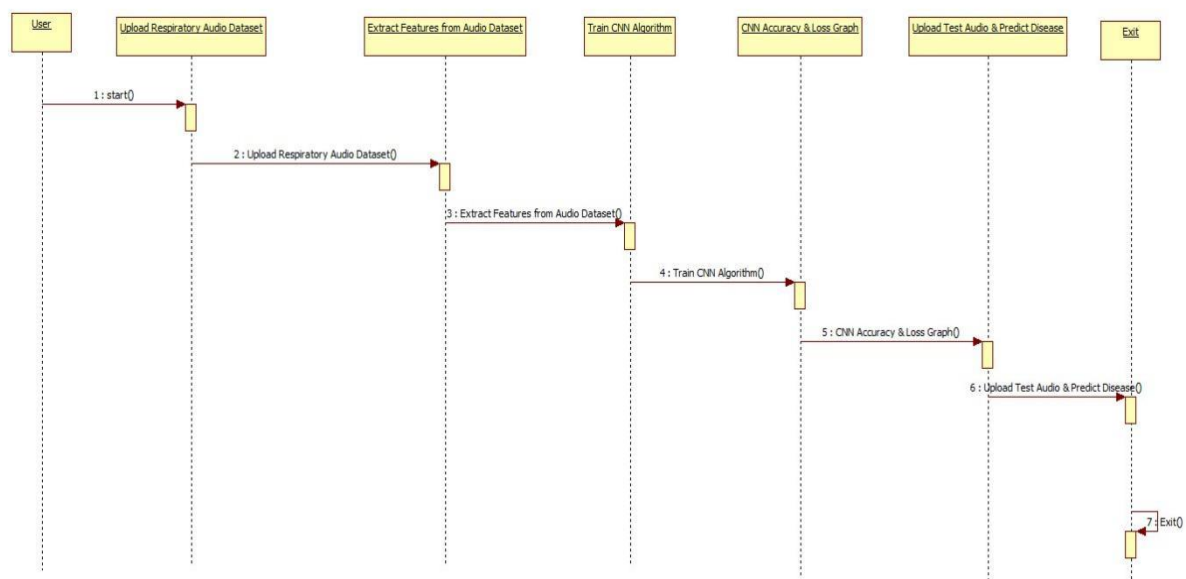 User
Upload Respiratory Audio Dataset
Extract Features from Audio Dataset
Train CNN Algorithm
CNN Accuracy & Loss Graph
Upload Test Audio & Predict Disease
Exit
1 : start()
2 : Upload Respiratory Audio Dataset()
3 : Extract Features from Audio Dataset()
4 : Train CNN Algorithm()
5 : CNN Accuracy & Loss Graph()
6 : Upload Test Audio & Predict Disease()
7 : Exit()